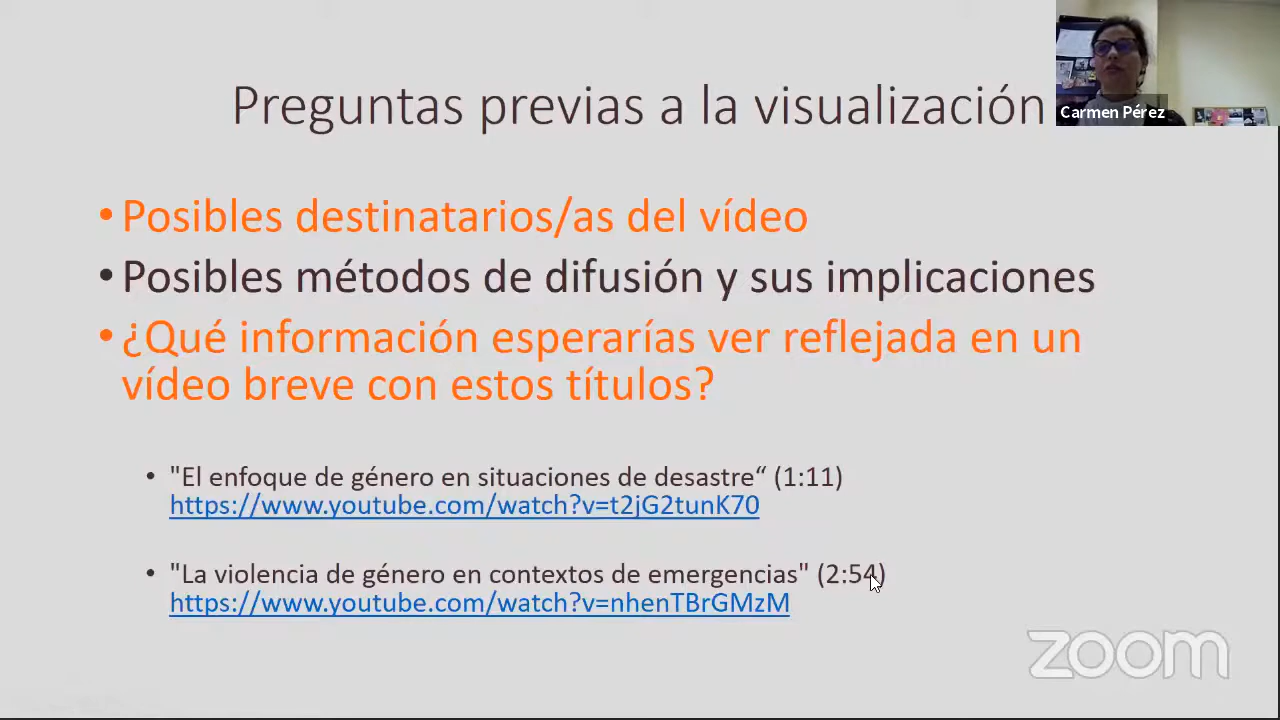 Preguntas previas a la visualización
Carmen Pérez
•Posibles destinatarios/as del vídeo
•Posibles métodos de difusión y sus implicaciones
•¿Qué información esperarías ver reflejada en un
vídeo breve con estos títulos?
• "El enfoque de género en situaciones de desastre“ (1:11)
https://www.youtube.com/watch?v=t2jG2tunK70
• "La violencia de género en contextos de emergencias" (2:54)
https://www.youtube.com/watch?v=nhenTBrGMzM
zoom